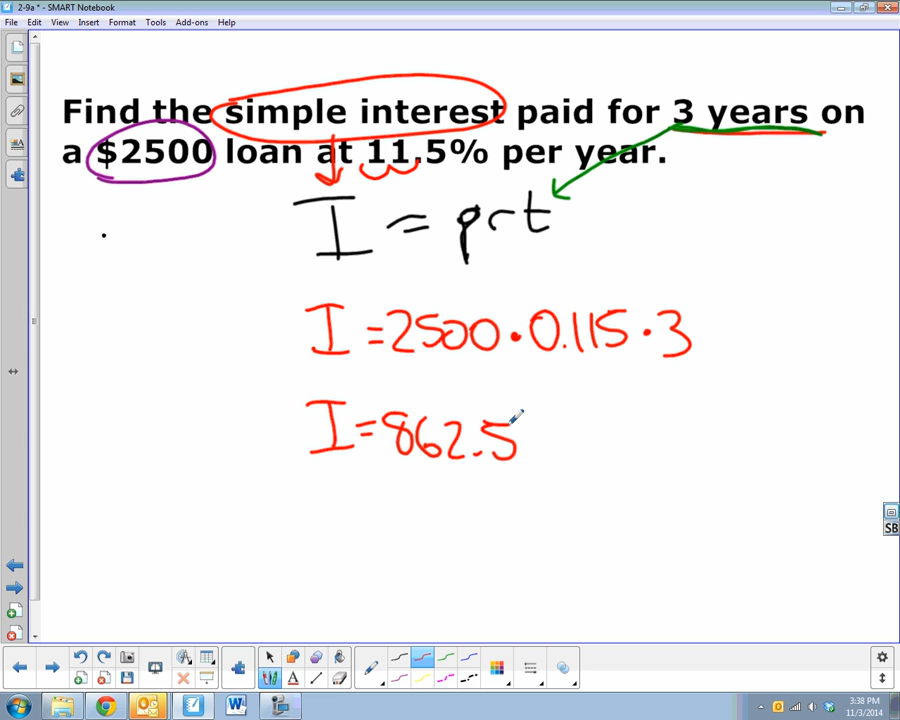 2-9a * - SMART Notebook
File Edit View Insert Format Tools Add-ons Help
Find the simple interest paid for 3 years on
a $2500 loan at 11.5% per year.
I = prt
I = 2500 • 0.115 • 3
I = 862.5
SB
A
W
3:38 PM
11/3/2014